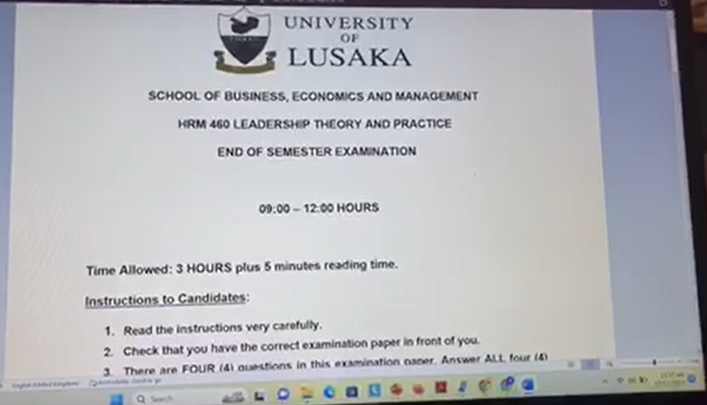 UNIVERSITY
OF
LUSAKA
SCHOOL OF BUSINESS, ECONOMICS AND MANAGEMENT
HRM 460 LEADERSHIP THEORY AND PRACTICE
END OF SEMESTER EXAMINATION
09:00 – 12:00 HOURS
Time Allowed: 3 HOURS plus 5 minutes reading time.
Instructions to Candidates:
1. Read the instructions very carefully.
2. Check that you have the correct examination paper in front of you.
3. There are FOUR (4) questions in this examination paper. Answer ALL four (4)
Search